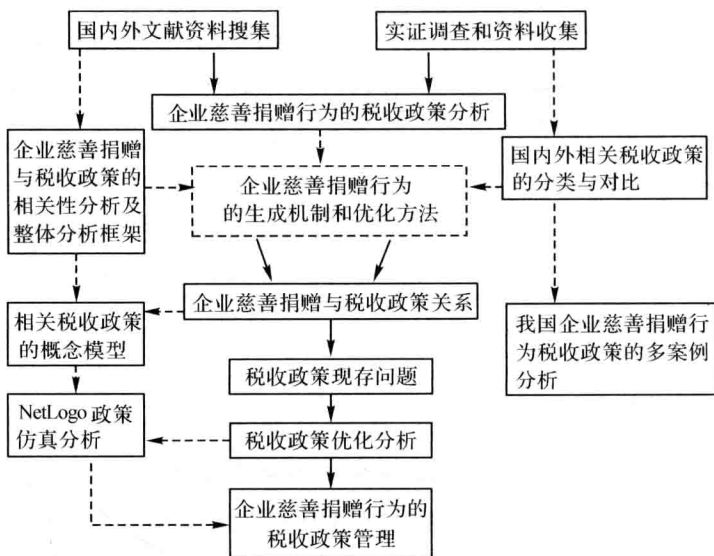 国内外文献资料搜集
实证调查和资料收集
企业慈善捐赠行为的税收政策分析
企业慈善捐赠
与税收政策的
相关性分析及
整体分析框架
企业慈善捐赠行为
的生成机制和优化方法
国内外相关税收政策
的分类与对比
企业慈善捐赠与税收政策关系
相关税收政策
的概念模型
我国企业慈善捐赠行
为税收政策的多案例
分析
税收政策现存问题
NetLogo 政策
仿真分析
税收政策优化分析
企业慈善捐赠行为的
税收政策管理